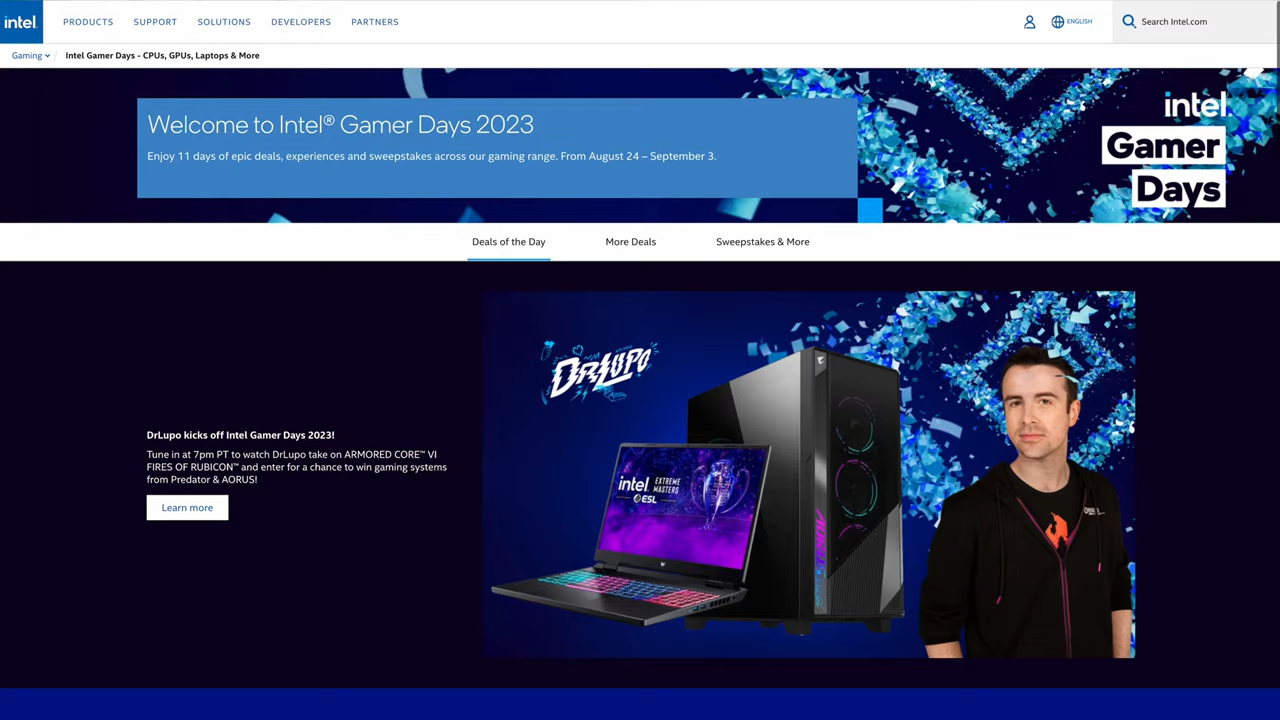 intel.
PRODUCTS
SUPPORT
SOLUTIONS
DEVELOPERS
PARTNERS
ENGLISH
Search Intel.com
Gaming
/
Intel Gamer Days - CPUs, GPUs, Laptops & More
Welcome to Intel® Gamer Days 2023
Enjoy 11 days of epic deals, experiences and sweepstakes across our gaming range. From August 24 – September 3.
intel.
Gamer
Days
Deals of the Day
More Deals
Sweepstakes & More
DrLupo kicks off Intel Gamer Days 2023!
Tune in at 7pm PT to watch DrLupo take on ARMORED CORE™ VI
FIRES OF RUBICON™ and enter for a chance to win gaming systems
from Predator & AORUS!
Learn more
DRLUPO
intel.
EXTREME
MASTERS
ESL